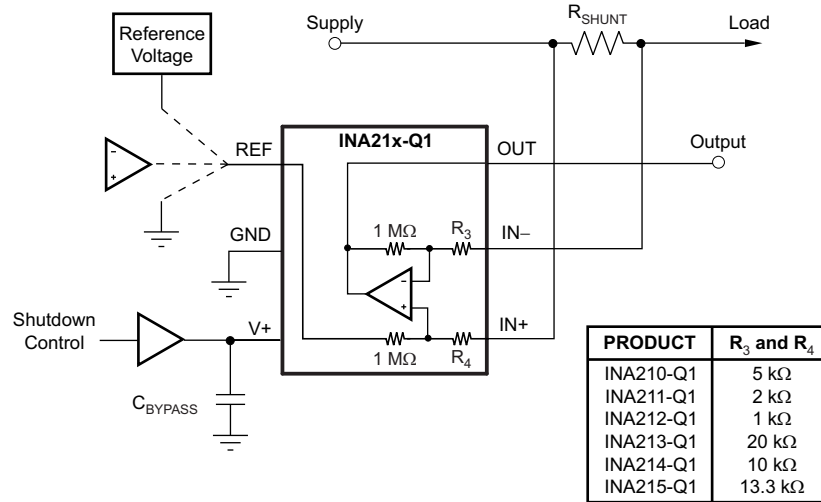 Supply
R_SHUNT
Load
Reference
Voltage
INA21x-Q1
REF
OUT
Output
GND
1 MΩ
R3
IN−
−
+
−
+
Shutdown
Control
V+
1 MΩ
R4
IN+
C_BYPASS
PRODUCT R3 and R4
INA210-Q1 5 kΩ
INA211-Q1 2 kΩ
INA212-Q1 1 kΩ
INA213-Q1 20 kΩ
INA214-Q1 10 kΩ
INA215-Q1 13.3 kΩ